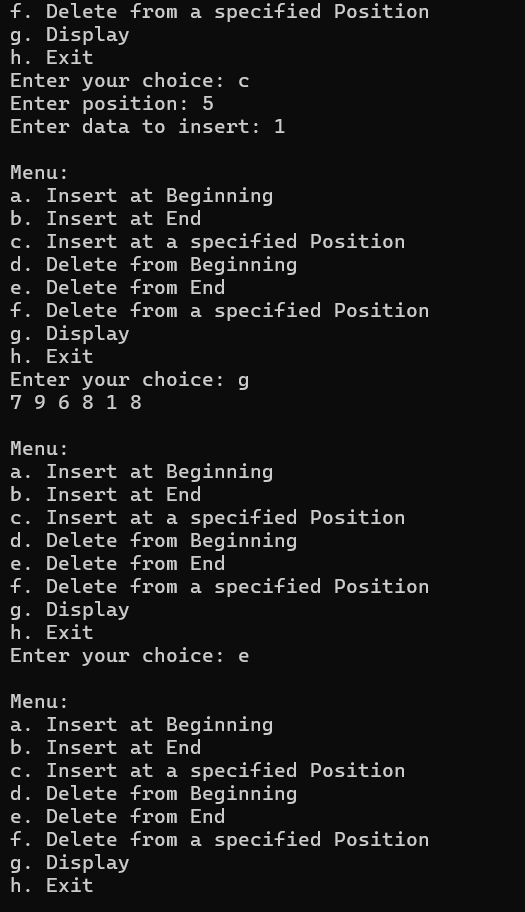 f. Delete from a specified Position
g. Display
h. Exit
Enter your choice: c
Enter position: 5
Enter data to insert: 1
Menu:
a. Insert at Beginning
b. Insert at End
c. Insert at a specified Position
d. Delete from Beginning
e. Delete from End
f. Delete from a specified Position
g. Display
h. Exit
Enter your choice: g
7 9 6 8 1 8
Menu:
a. Insert at Beginning
b. Insert at End
c. Insert at a specified Position
d. Delete from Beginning
e. Delete from End
f. Delete from a specified Position
g. Display
h. Exit
Enter your choice: e
Menu:
a. Insert at Beginning
b. Insert at End
c. Insert at a specified Position
d. Delete from Beginning
e. Delete from End
f. Delete from a specified Position
g. Display
h. Exit